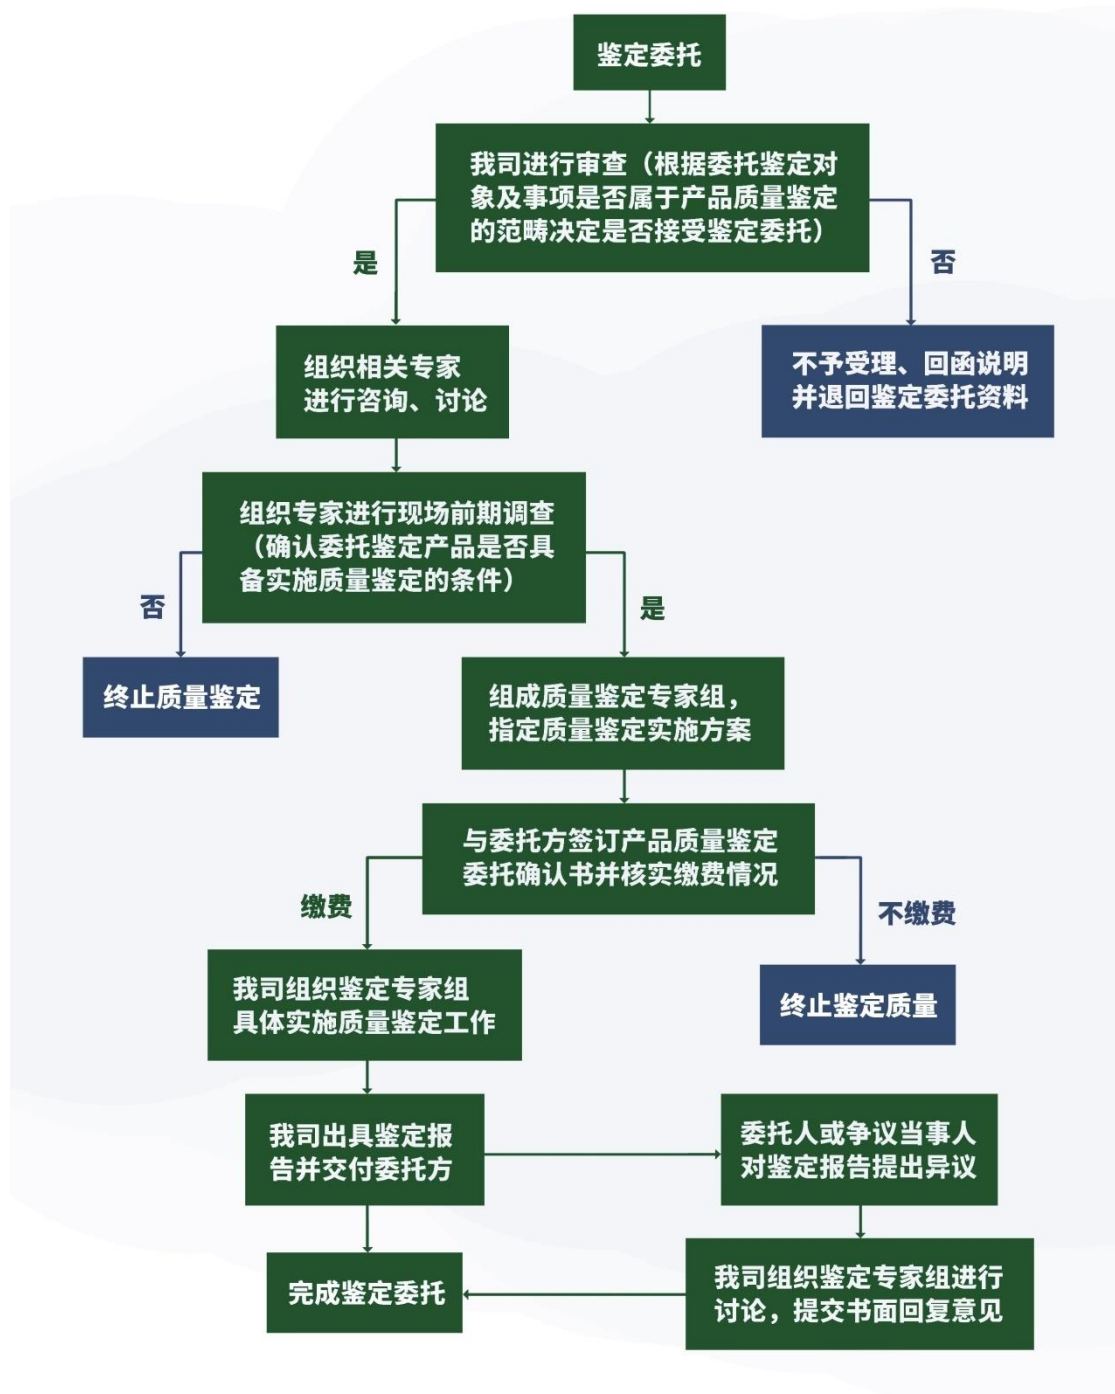 鉴定委托
我司进行审查（根据委托鉴定对
象及事项是否属于产品质量鉴定
的范畴决定是否接受鉴定委托）
是
否
组织相关专家
进行咨询、讨论
不予受理、回函说明
并退回鉴定委托资料
组织专家进行现场前期调查
（确认委托鉴定产品是否具
备实施质量鉴定的条件）
否
是
终止质量鉴定
组成质量鉴定专家组，
指定质量鉴定实施方案
与委托方签订产品质量鉴定
委托确认书并核实缴费情况
缴费
不缴费
我司组织鉴定专家组
具体实施质量鉴定工作
终止鉴定质量
我司出具鉴定报
告并交付委托方
委托人或争议当事人
对鉴定报告提出异议
完成鉴定委托
我司组织鉴定专家组进行
讨论，提交书面回复意见